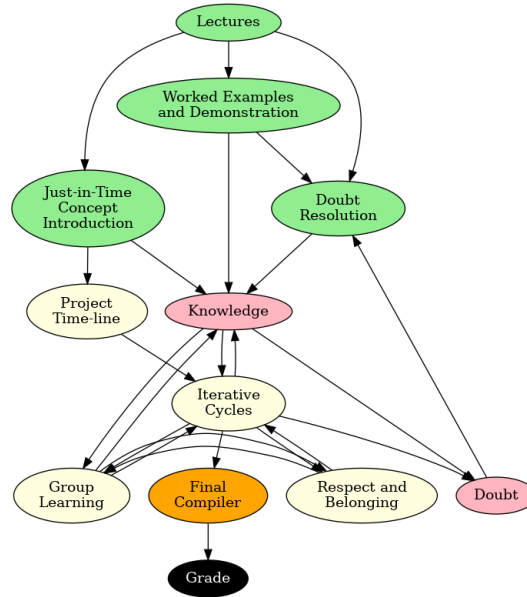 Lectures
Worked Examples
and Demonstration
Just-in-Time
Concept
Introduction
Doubt
Resolution
Project
Time-line
Knowledge
Iterative
Cycles
Group
Learning
Final
Compiler
Respect and
Belonging
Doubt
Grade